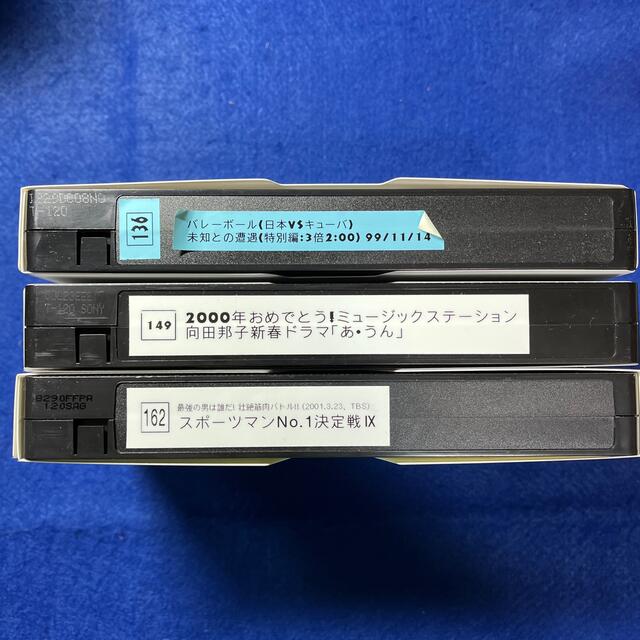 T-120
136
バレーボール(日本VSキューバ)
未知との遭遇(特別編:3倍2:00) 99/11/14
SONY
149
2000年おめでとう!ミュージックステーション
向田邦子新春ドラマ「あ・うん」
8290FFPA
120SAG
162
最強の男は誰だ! 壮絶筋肉バトル!! (2001.3.23, TBS)
スポーツマンNo.1決定戦 Ⅸ